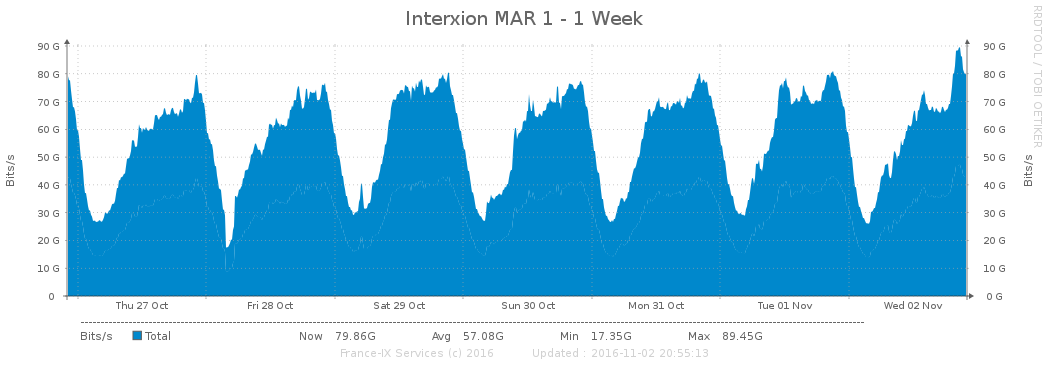 Interxion MAR 1 - 1 Week
RRDTOOL / TOBI OETIKER
Bits/s
90 G
80 G
70 G
60 G
50 G
40 G
30 G
20 G
10 G
0
90 G
80 G
70 G
60 G
50 G
40 G
30 G
20 G
10 G
0 G
Bits/s
Thu 27 Oct Fri 28 Oct Sat 29 Oct Sun 30 Oct Mon 31 Oct Tue 01 Nov Wed 02 Nov
Bits/s Total Now 79.86G Avg 57.08G Min 17.35G Max 89.45G
France-IX Services (c) 2016 Updated : 2016-11-02 20:55:13